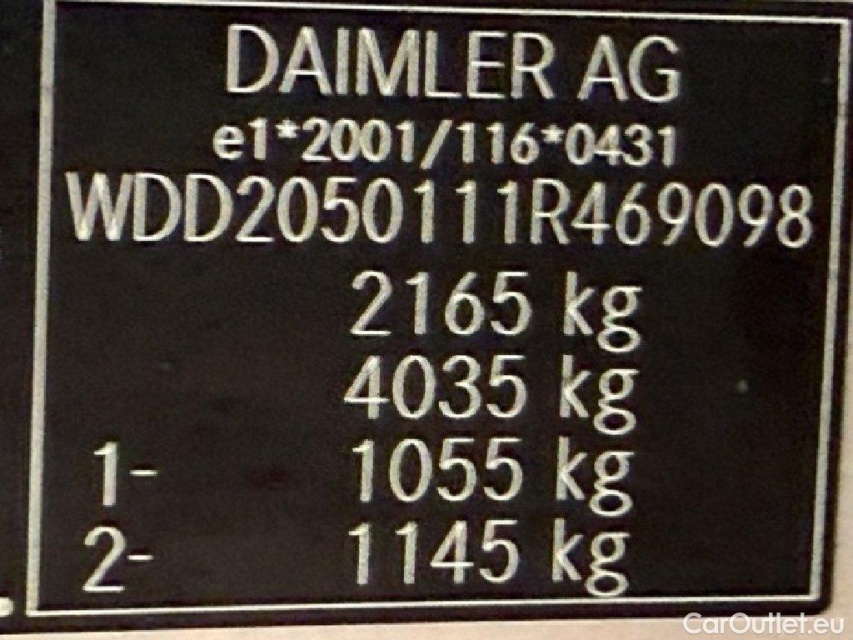 DAIMLER AG
e1*2001/116*0431
WDD2050111R469098
2165 kg
4035 kg
1- 1055 kg
2- 1145 kg
CarOutlet.eu